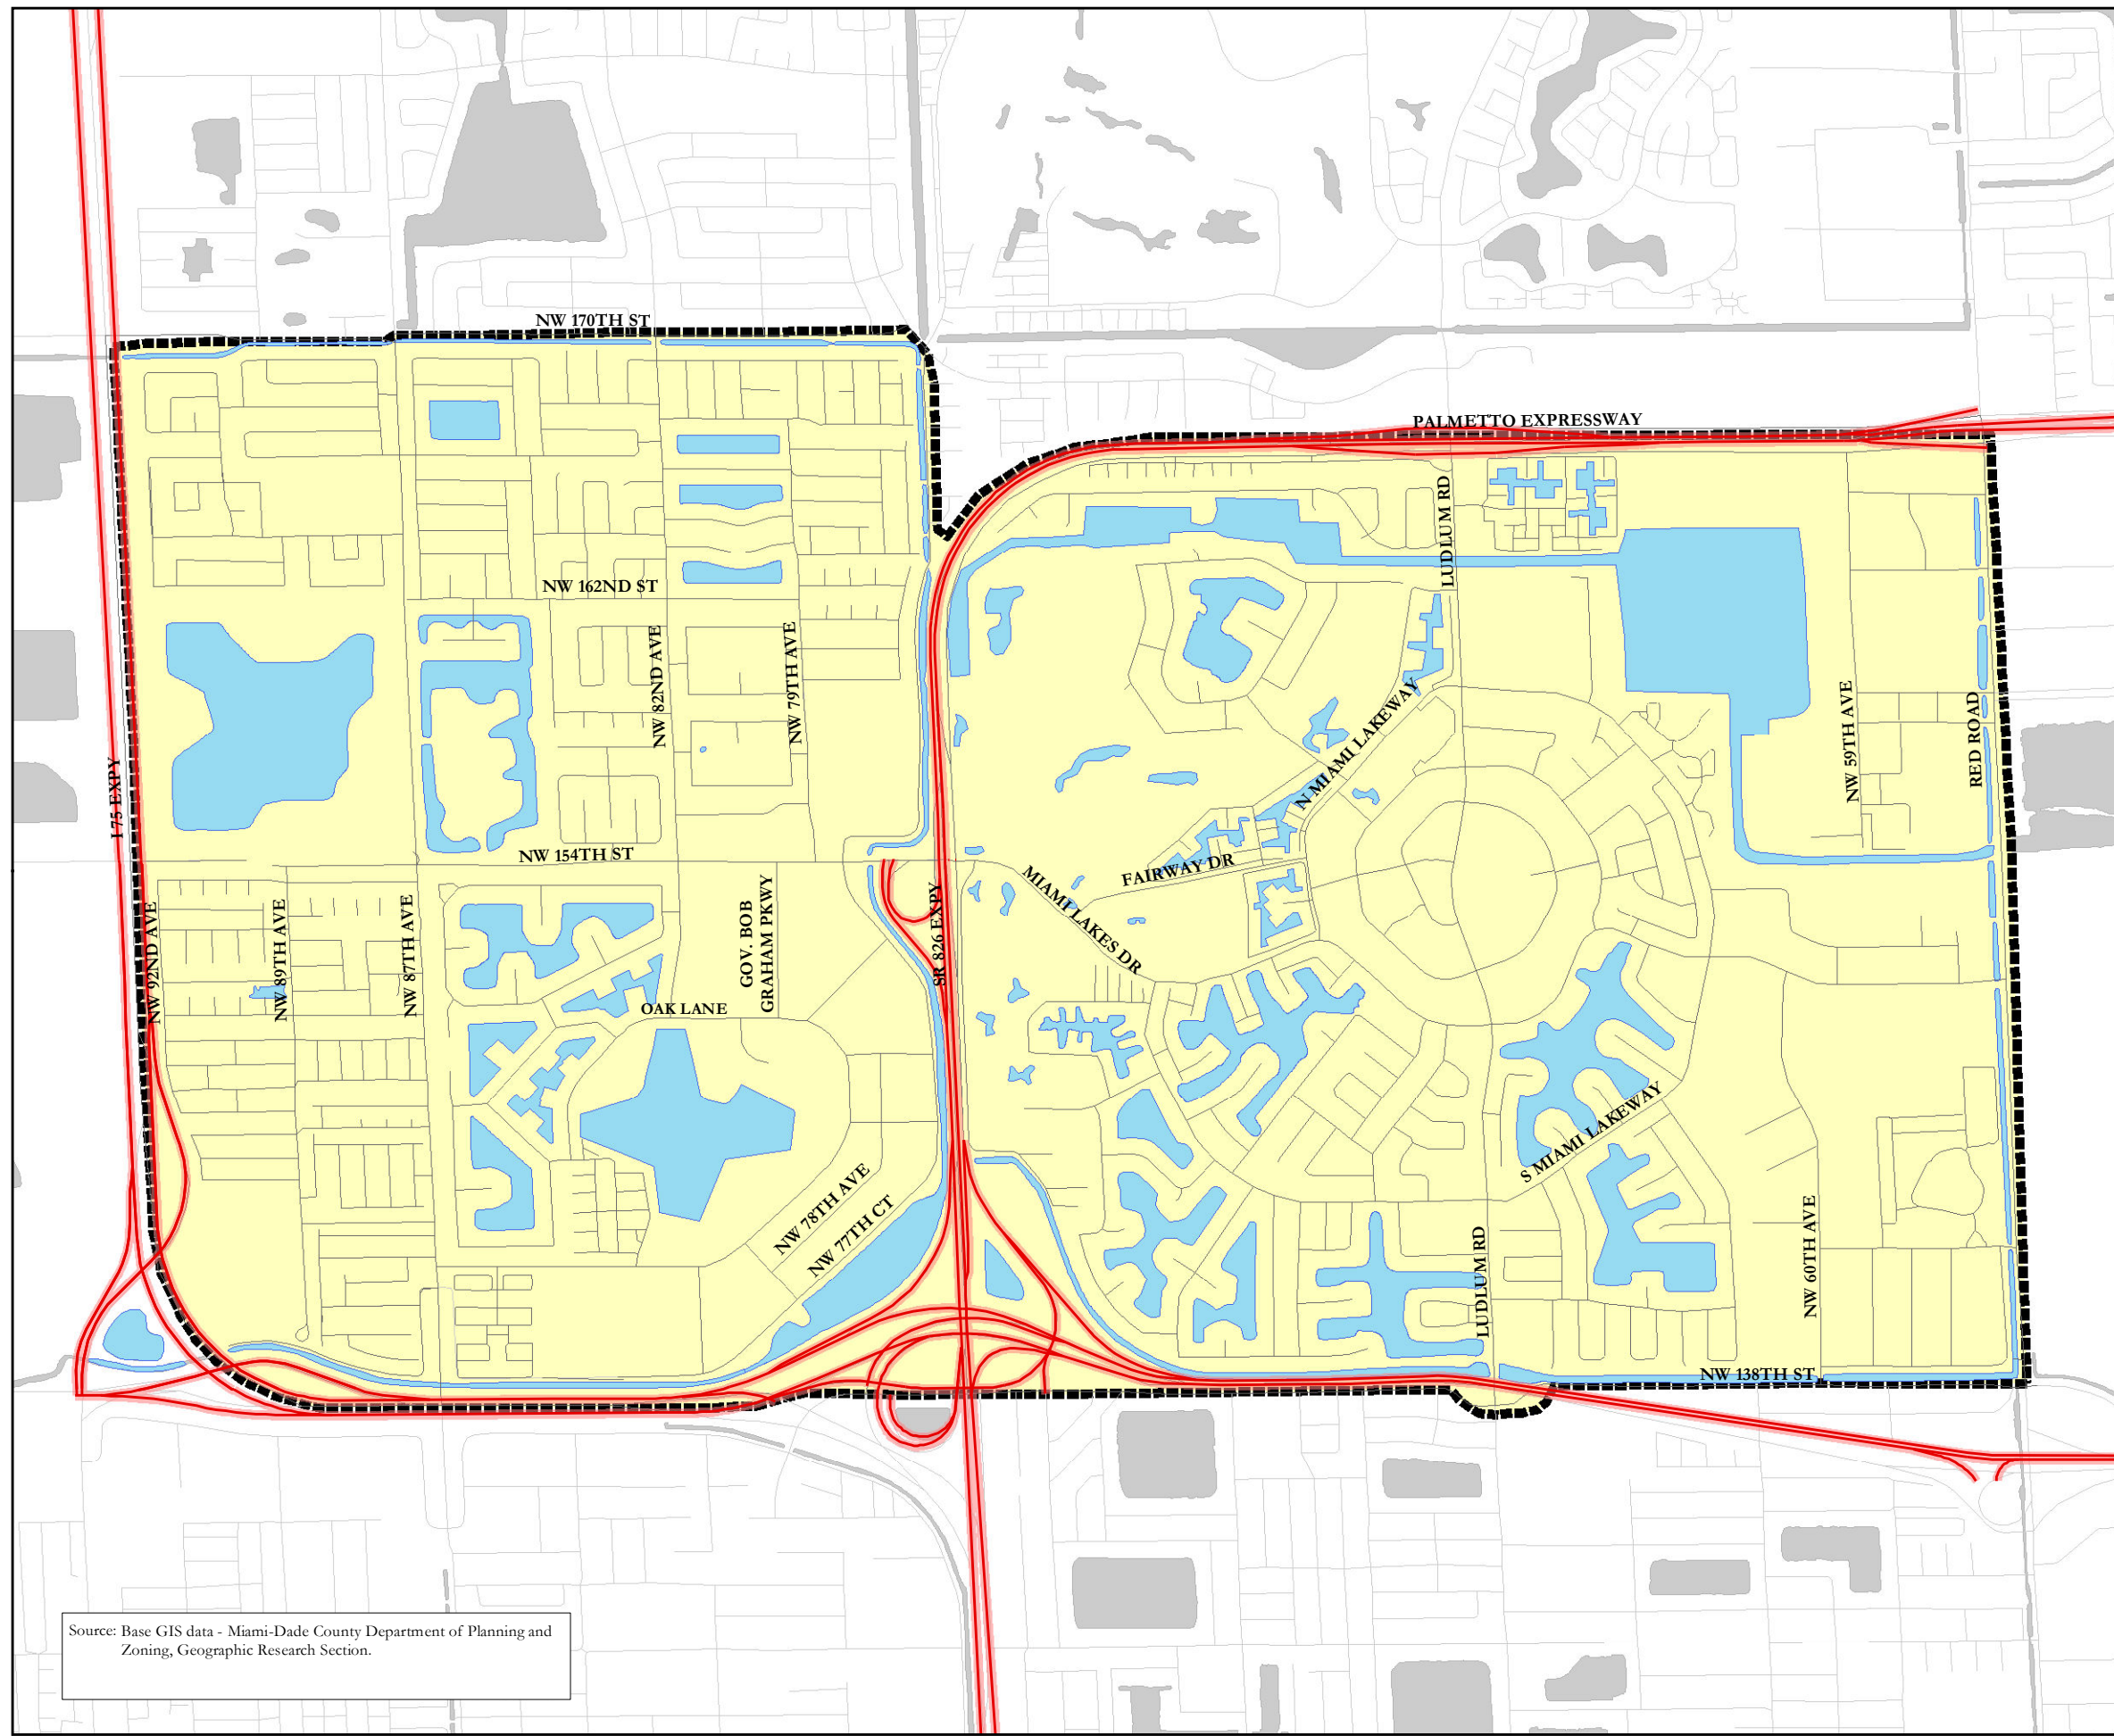 NW 170TH ST
PALMETTO EXPRESSWAY
LUDLUM RD
NW 162ND ST
NW 82ND AVE
NW 79TH AVE
N MIAMI LAKEWAY
NW 59TH AVE
RED ROAD
I 75 EXPY
NW 154TH ST
FAIRWAY DR
MIAMI LAKES DR
NW 92ND AVE
NW 89TH AVE
NW 87TH AVE
GOV. BOB
GRAHAM PKWY
SR 826 EXPY
OAK LANE
S MIAMI LAKEWAY
NW 78TH AVE
NW 77TH CT
LUDLUM RD
NW 60TH AVE
NW 138TH ST
Source: Base GIS data - Miami-Dade County Department of Planning and
Zoning, Geographic Research Section.